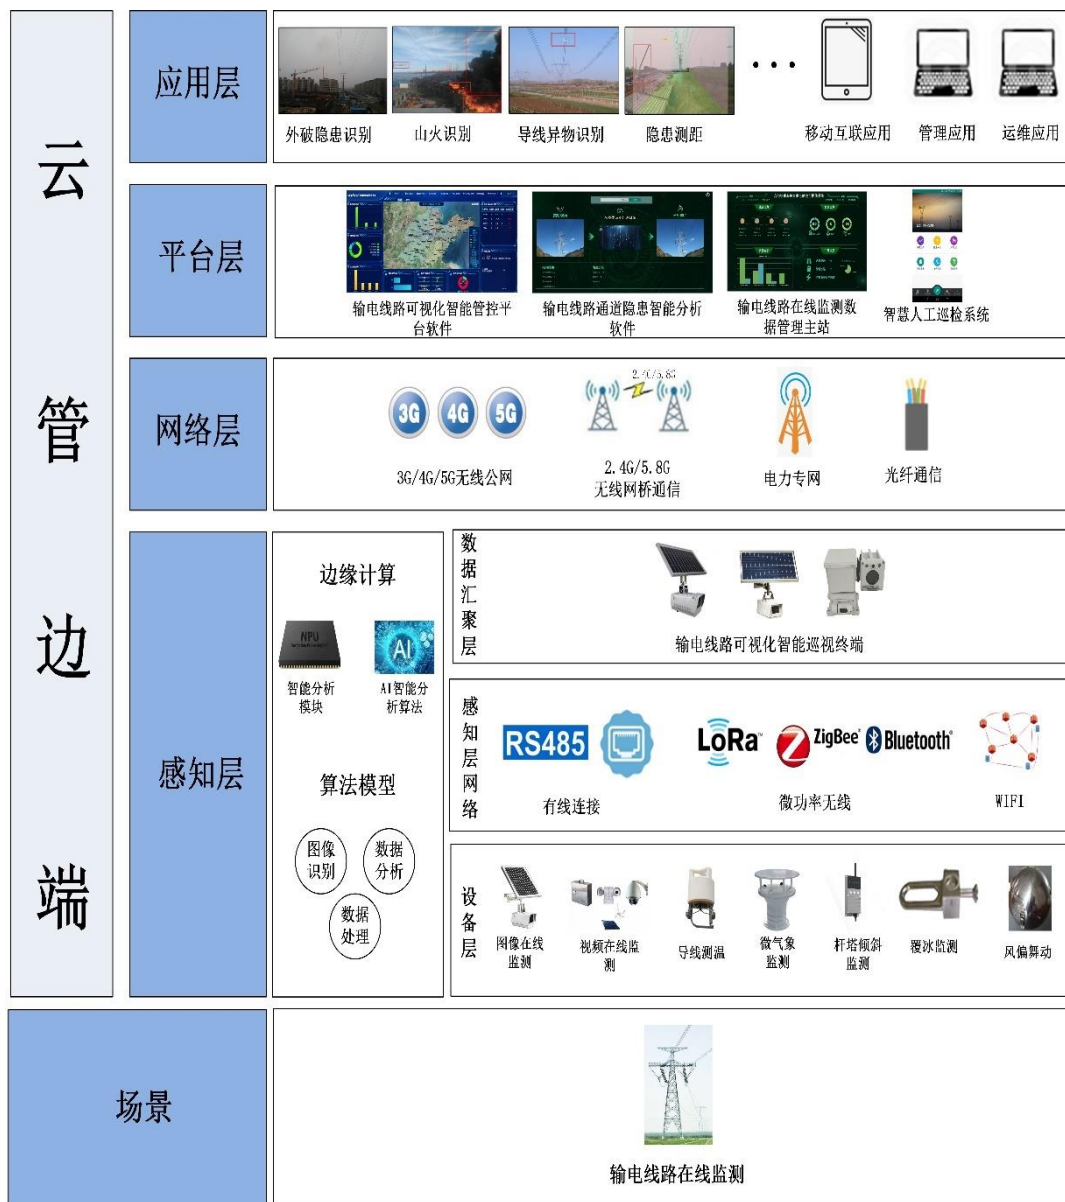 云
管
边
端
应用层
外破隐患识别
山火识别
导线异物识别
隐患测距
移动互联应用
管理应用
运维应用
平台层
输电线路可视化智能管控平
台软件
输电线路通道隐患智能分析
软件
输电线路在线监测数
据管理主站
智慧人工巡检系统
网络层
3G
4G
5G
3G/4G/5G无线公网
2.4G/5.8G
2.4G/5.8G
无线网桥通信
电力专网
光纤通信
感知层
边缘计算
NPU
智能分析
模块
AI
AI智能分
析算法
算法模型
图像
识别
数据
分析
数据
处理
数据汇聚层
输电线路可视化智能巡视终端
感知层网络
RS485
有线连接
LoRa
ZigBee
Bluetooth
微功率无线
WIFI
设备层
图像在线
监测
视频在线监
测
导线测温
微气象
监测
杆塔倾斜
监测
覆冰监测
风偏舞动
场景
输电线路在线监测